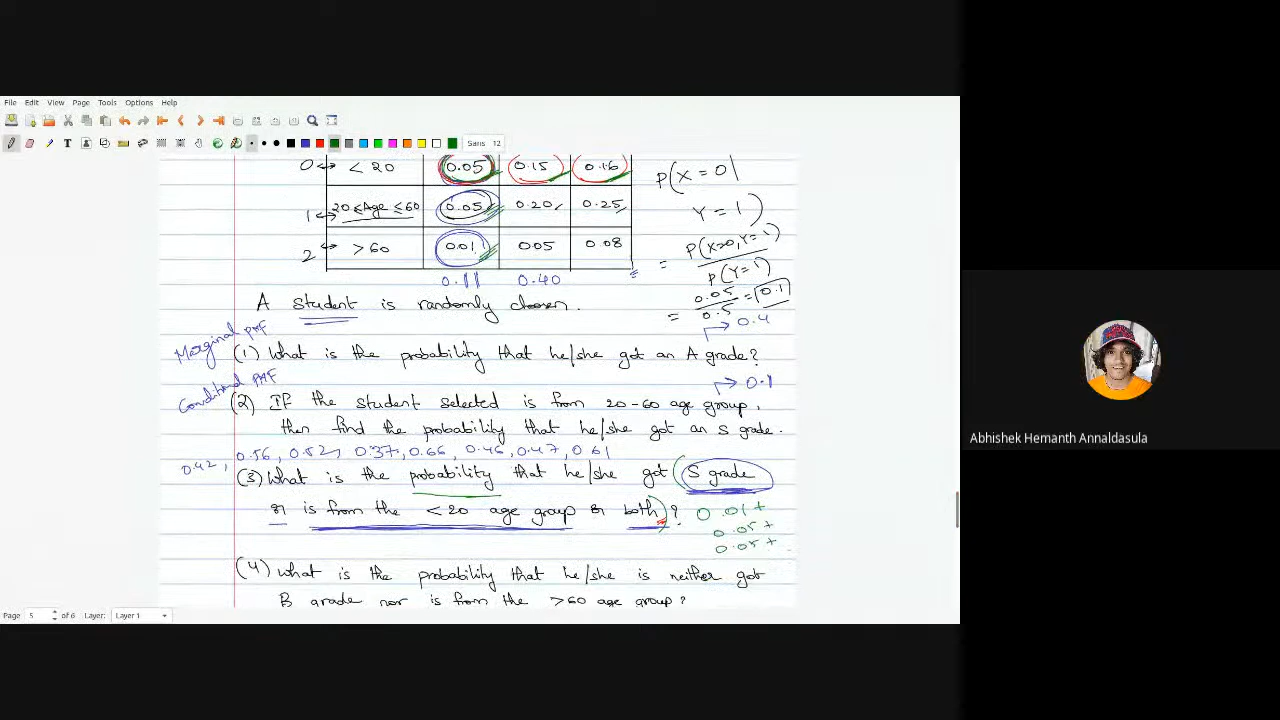 File Edit View Page Tools Options Help
Sans 12
0 → < 20 0.05 0.15 0.16
1 → 20 ≤ Age ≤ 60 0.05 0.20 0.25
2 → > 60 0.01 0.05 0.08
0.11 0.40
P(X = 0 |
Y = 1)
= P(X=0, Y=1)
P(Y=1)
= 0.05 = 0.1
0.5
A student is randomly chosen.
Marginal PMF
→ 0.4
(1) What is the probability that he/she got an A grade?
Conditional PMF
→ 0.1
(2) If the student selected is from 20-60 age group,
then find the probability that he/she got an S grade.
0.42, 0.56, 0.52, 0.37, 0.66, 0.46, 0.47, 0.61
(3) What is the probability that he/she got (S grade
or is from the < 20 age group or both)?
0.01 +
0.05 +
0.05 +
(4) What is the probability that he/she is neither got
B grade nor is from the >60 age group?
Page 5 of 6 Layer: Layer 1
Abhishek Hemanth Annaldasula